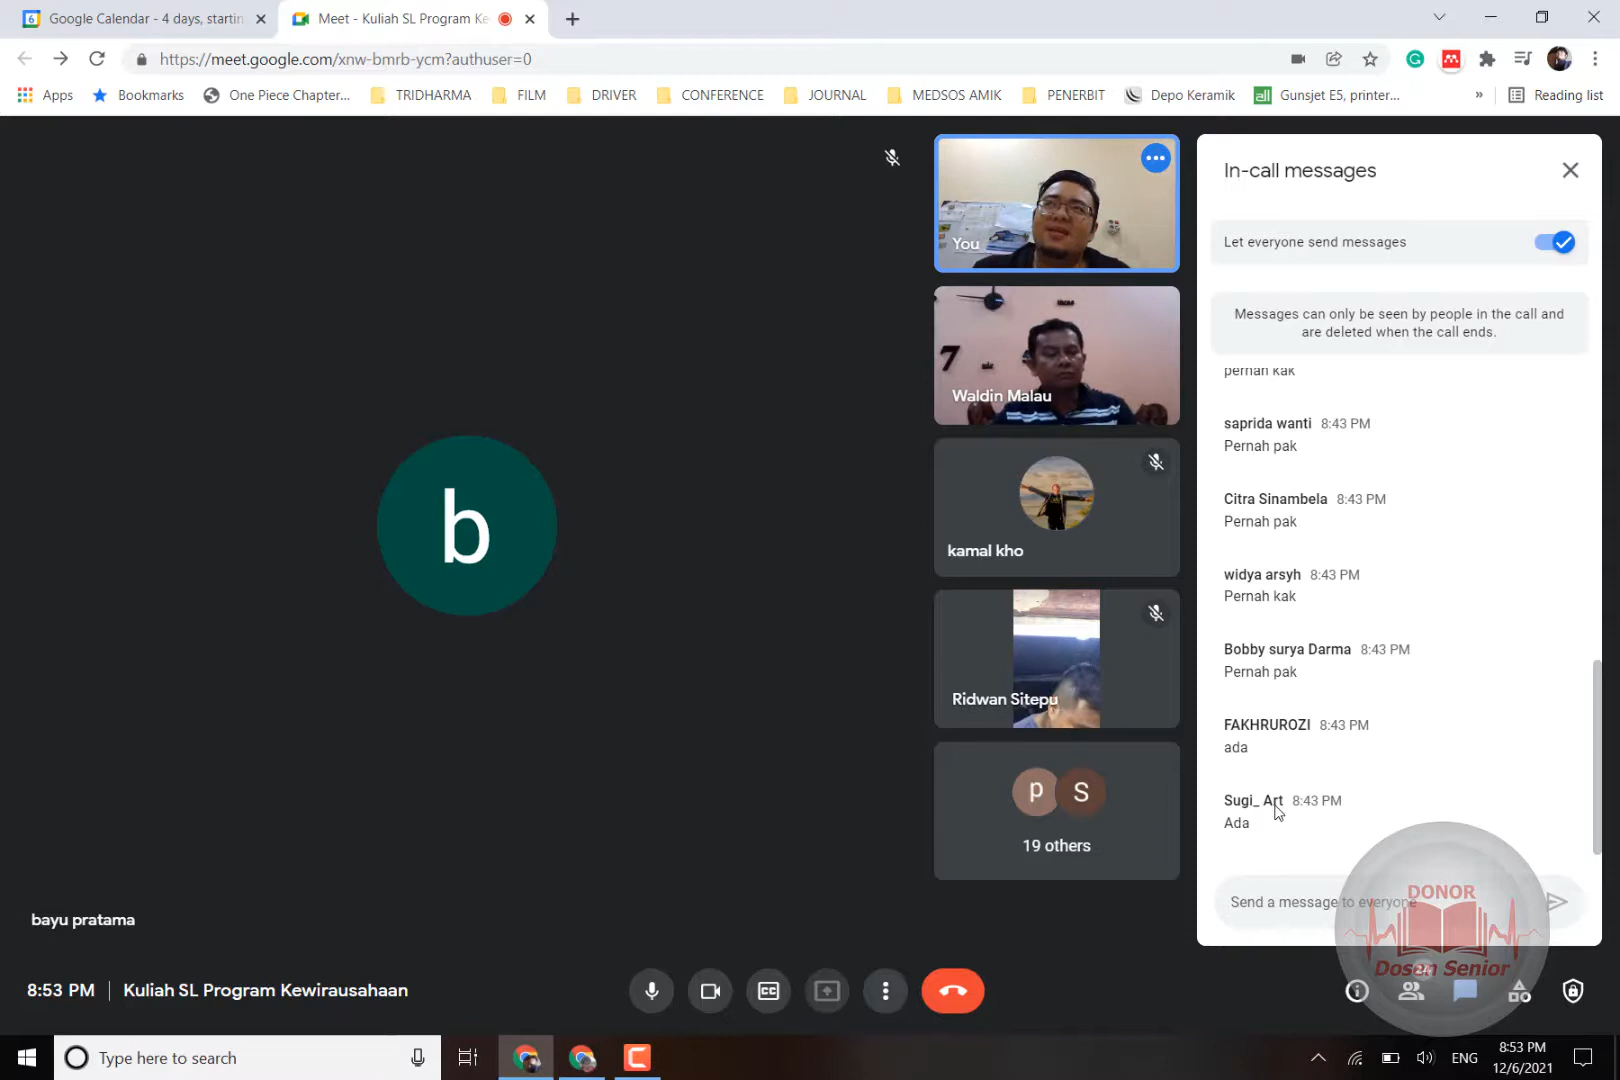 Google Calendar - 4 days, startin
Meet - Kuliah SL Program Ke
https://meet.google.com/xnw-bmrb-ycm?authuser=0
Apps
Bookmarks
One Piece Chapter...
TRIDHARMA
FILM
DRIVER
CONFERENCE
JOURNAL
MEDSOS AMIK
PENERBIT
Depo Keramik
Gunsjet E5, printer...
»
Reading list
You
Waldin Malau
kamal kho
Ridwan Sitepu
p S
19 others
b
bayu pratama
In-call messages
Let everyone send messages
Messages can only be seen by people in the call and
are deleted when the call ends.
pernah kak
saprida wanti 8:43 PM
Pernah pak
Citra Sinambela 8:43 PM
Pernah pak
widya arsyh 8:43 PM
Pernah kak
Bobby surya Darma 8:43 PM
Pernah pak
FAKHRUROZI 8:43 PM
ada
Sugi_ Art 8:43 PM
Ada
Send a message to everyone
DONOR
Dosen Senior
8:53 PM | Kuliah SL Program Kewirausahaan
Type here to search
ENG
8:53 PM
12/6/2021